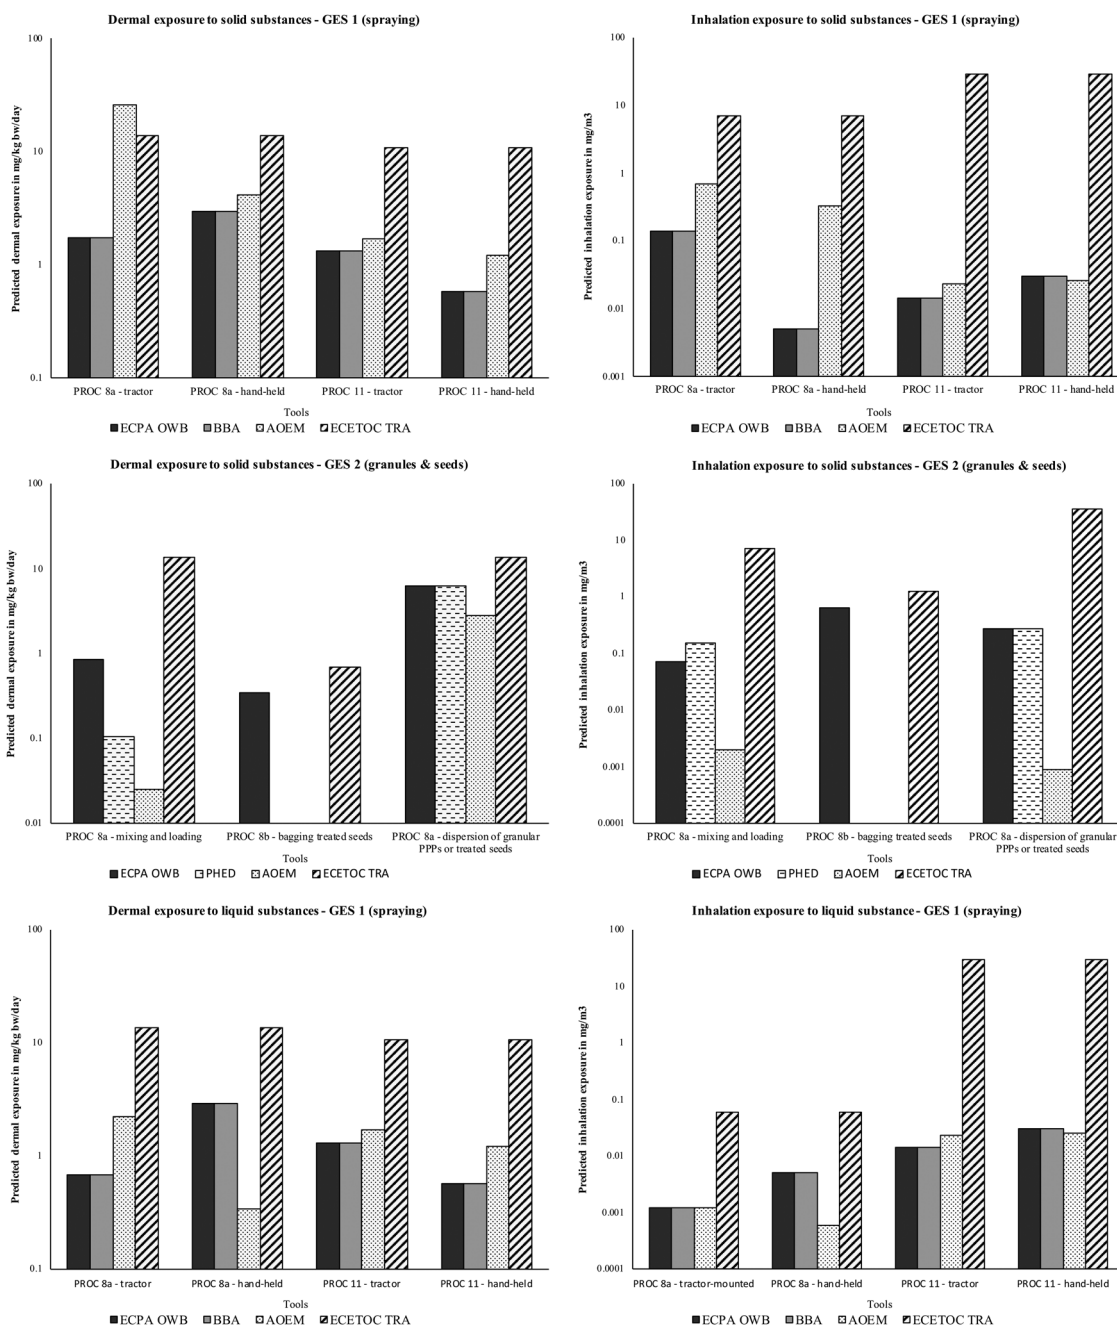 Dermal exposure to solid substances - GES 1 (spraying)
Predicted dermal exposure in mg/kg bw/day
100
10
1
0.1
PROC 8a - tractor
PROC 8a - hand-held
PROC 11 - tractor
PROC 11 - hand-held
Tools
ECPA OWB
BBA
AOEM
ECETOC TRA
Inhalation exposure to solid substances - GES 1 (spraying)
Predicted inhalation exposure in mg/m3
100
10
1
0.1
0.01
0.001
PROC 8a - tractor
PROC 8a - hand-held
PROC 11 - tractor
PROC 11 - hand-held
Tools
ECPA OWB
BBA
AOEM
ECETOC TRA
Dermal exposure to solid substances - GES 2 (granules & seeds)
Predicted dermal exposure in mg/kg bw/day
100
10
1
0.1
0.01
PROC 8a - mixing and loading
PROC 8b - bagging treated seeds
PROC 8a - dispersion of granular
PPPs or treated seeds
Tools
ECPA OWB
PHED
AOEM
ECETOC TRA
Inhalation exposure to solid substances - GES 2 (granules & seeds)
Predicted inhalation exposure in mg/m3
100
10
1
0.1
0.01
0.001
0.0001
PROC 8a - mixing and loading
PROC 8b - bagging treated seeds
PROC 8a - dispersion of granular
PPPs or treated seeds
Tools
ECPA OWB
PHED
AOEM
ECETOC TRA
Dermal exposure to liquid substances - GES 1 (spraying)
Predicted dermal exposure in mg/kg bw/day
100
10
1
0.1
PROC 8a - tractor
PROC 8a - hand-held
PROC 11 - tractor
PROC 11 - hand-held
Tools
ECPA OWB
BBA
AOEM
ECETOC TRA
Inhalation exposure to liquid substance - GES 1 (spraying)
Predicted inhalation exposure in mg/m3
100
10
1
0.1
0.01
0.001
0.0001
PROC 8a - tractor-mounted
PROC 8a - hand-held
PROC 11 - tractor
PROC 11 - hand-held
Tools
ECPA OWB
BBA
AOEM
ECETOC TRA